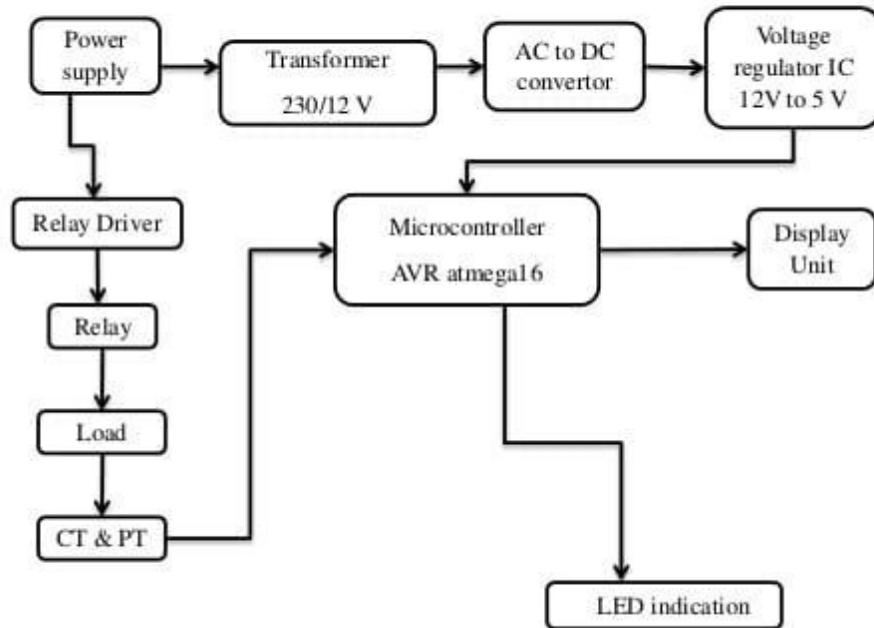 Power
supply
Transformer
230/12 V
AC to DC
convertor
Voltage
regulator IC
12V to 5 V
Relay Driver
Microcontroller
AVR atmega16
Display
Unit
Relay
Load
CT & PT
LED indication